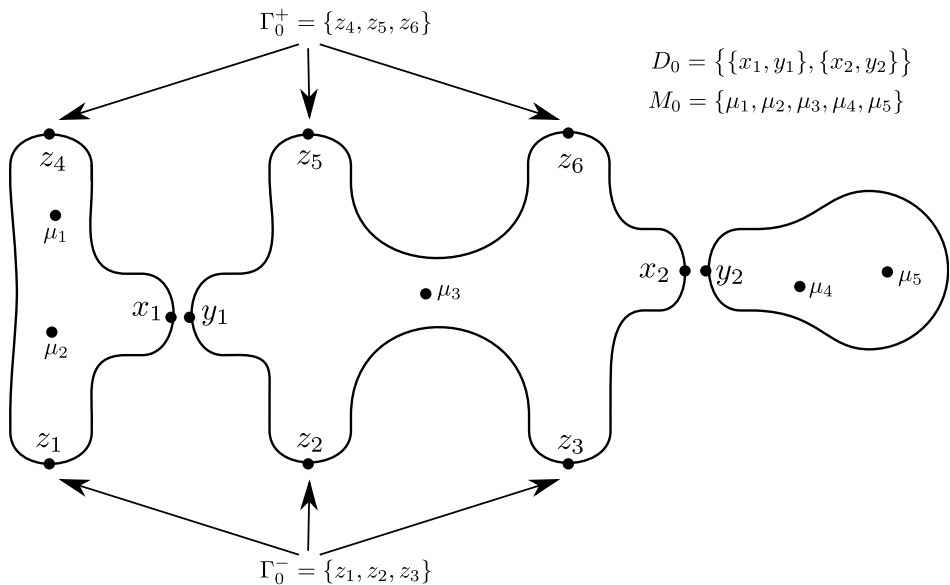 Γ₀⁺ = {z₄, z₅, z₆}
D₀ = {{x₁, y₁}, {x₂, y₂}}
M₀ = {μ₁, μ₂, μ₃, μ₄, μ₅}
z₄
z₅
z₆
μ₁
x₂
y₂
μ₅
μ₄
μ₃
x₁
y₁
μ₂
z₁
z₂
z₃
Γ₀⁻ = {z₁, z₂, z₃}